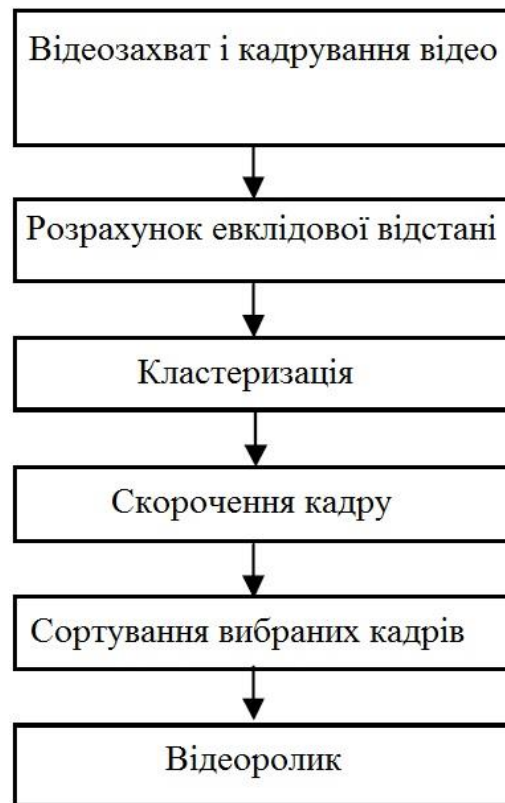 Відеозахват і кадрування відео
Розрахунок евклідової відстані
Кластеризація
Скорочення кадру
Сортування вибраних кадрів
Відеоролик